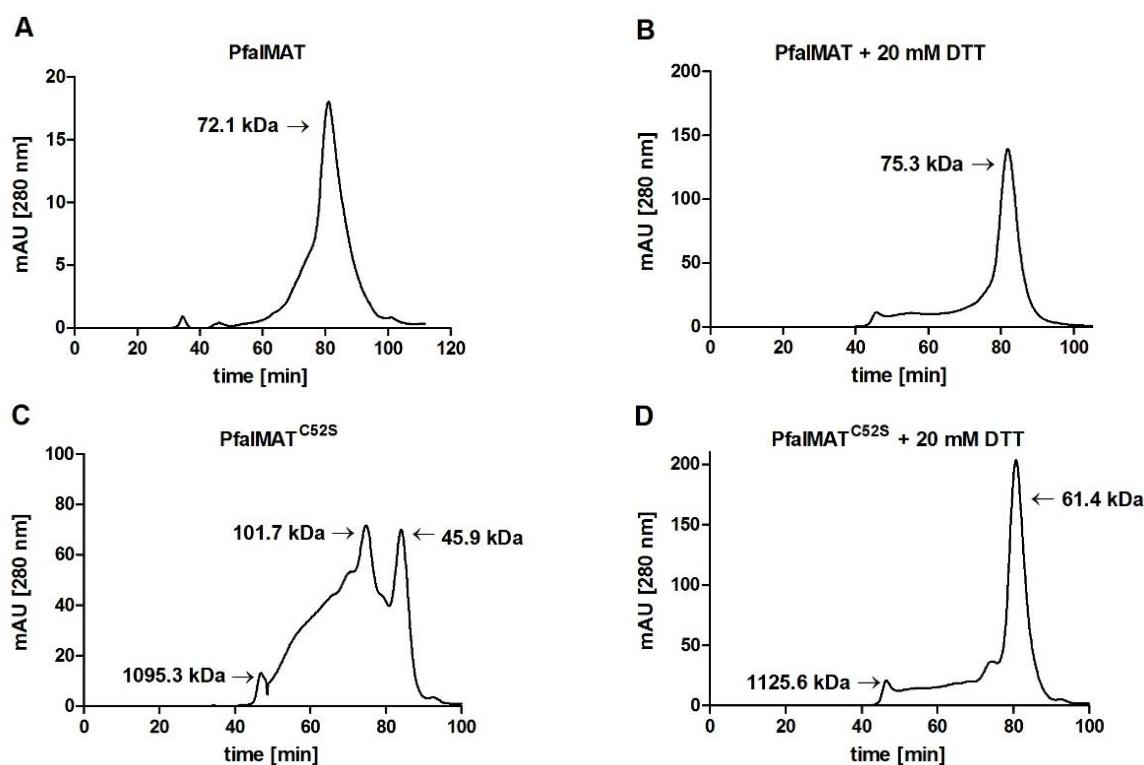 A
PfalMAT
mAU [280 nm]
20
15
10
5
0
72.1 kDa →
0 20 40 60 80 100 120
time [min]
B
PfalMAT + 20 mM DTT
mAU [280 nm]
200
150
100
50
0
75.3 kDa →
0 20 40 60 80 100
time [min]
C
PfalMAT^C52S
mAU [280 nm]
100
80
60
40
20
0
101.7 kDa →
← 45.9 kDa
1095.3 kDa →
0 20 40 60 80 100
time [min]
D
PfalMAT^C52S + 20 mM DTT
mAU [280 nm]
200
150
100
50
0
← 61.4 kDa
1125.6 kDa →
0 20 40 60 80 100
time [min]